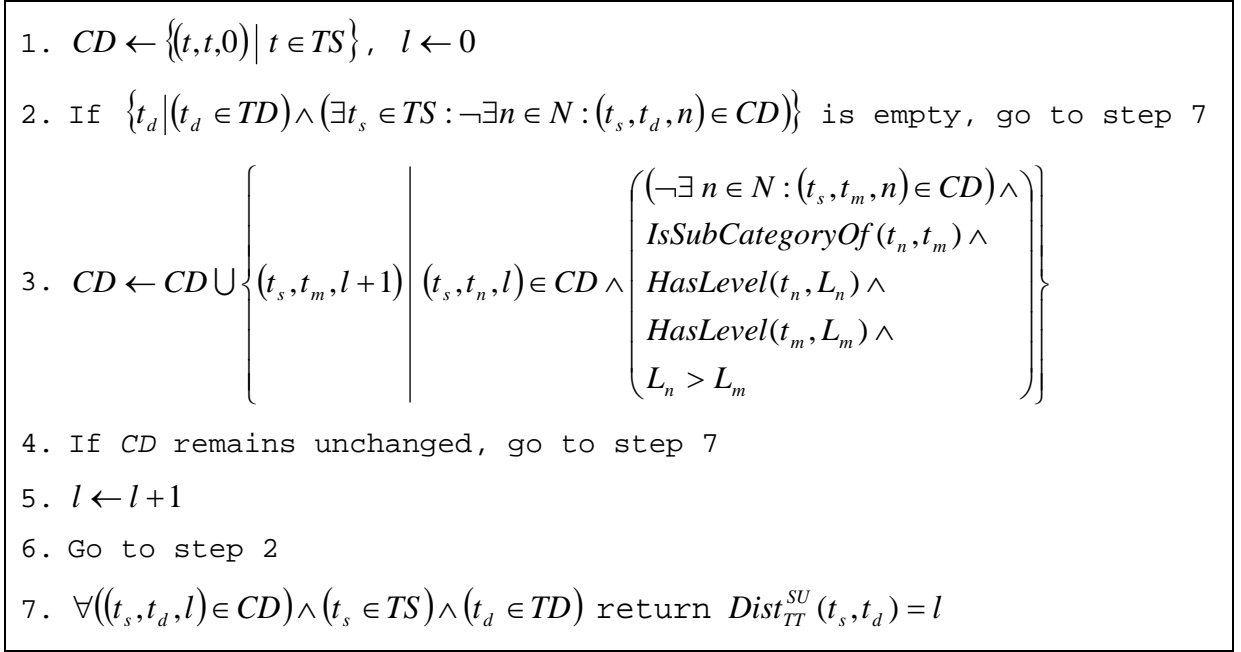 1. CD ← {(t,t,0) | t ∈ TS}, l ← 0
2. If {t_d | (t_d ∈ TD) ∧ (∃t_s ∈ TS : ¬∃n ∈ N : (t_s,t_d,n) ∈ CD)} is empty, go to step 7
3. CD ← CD ∪ {(t_s,t_m,l+1) | (t_s,t_n,l) ∈ CD ∧ ((¬∃ n ∈ N : (t_s,t_m,n) ∈ CD) ∧
IsSubCategoryOf(t_n,t_m) ∧
HasLevel(t_n,L_n) ∧
HasLevel(t_m,L_m) ∧
L_n > L_m)}
4. If CD remains unchanged, go to step 7
5. l ← l+1
6. Go to step 2
7. ∀((t_s,t_d,l) ∈ CD) ∧ (t_s ∈ TS) ∧ (t_d ∈ TD) return Dist_{TT}^{SU}(t_s,t_d) = l